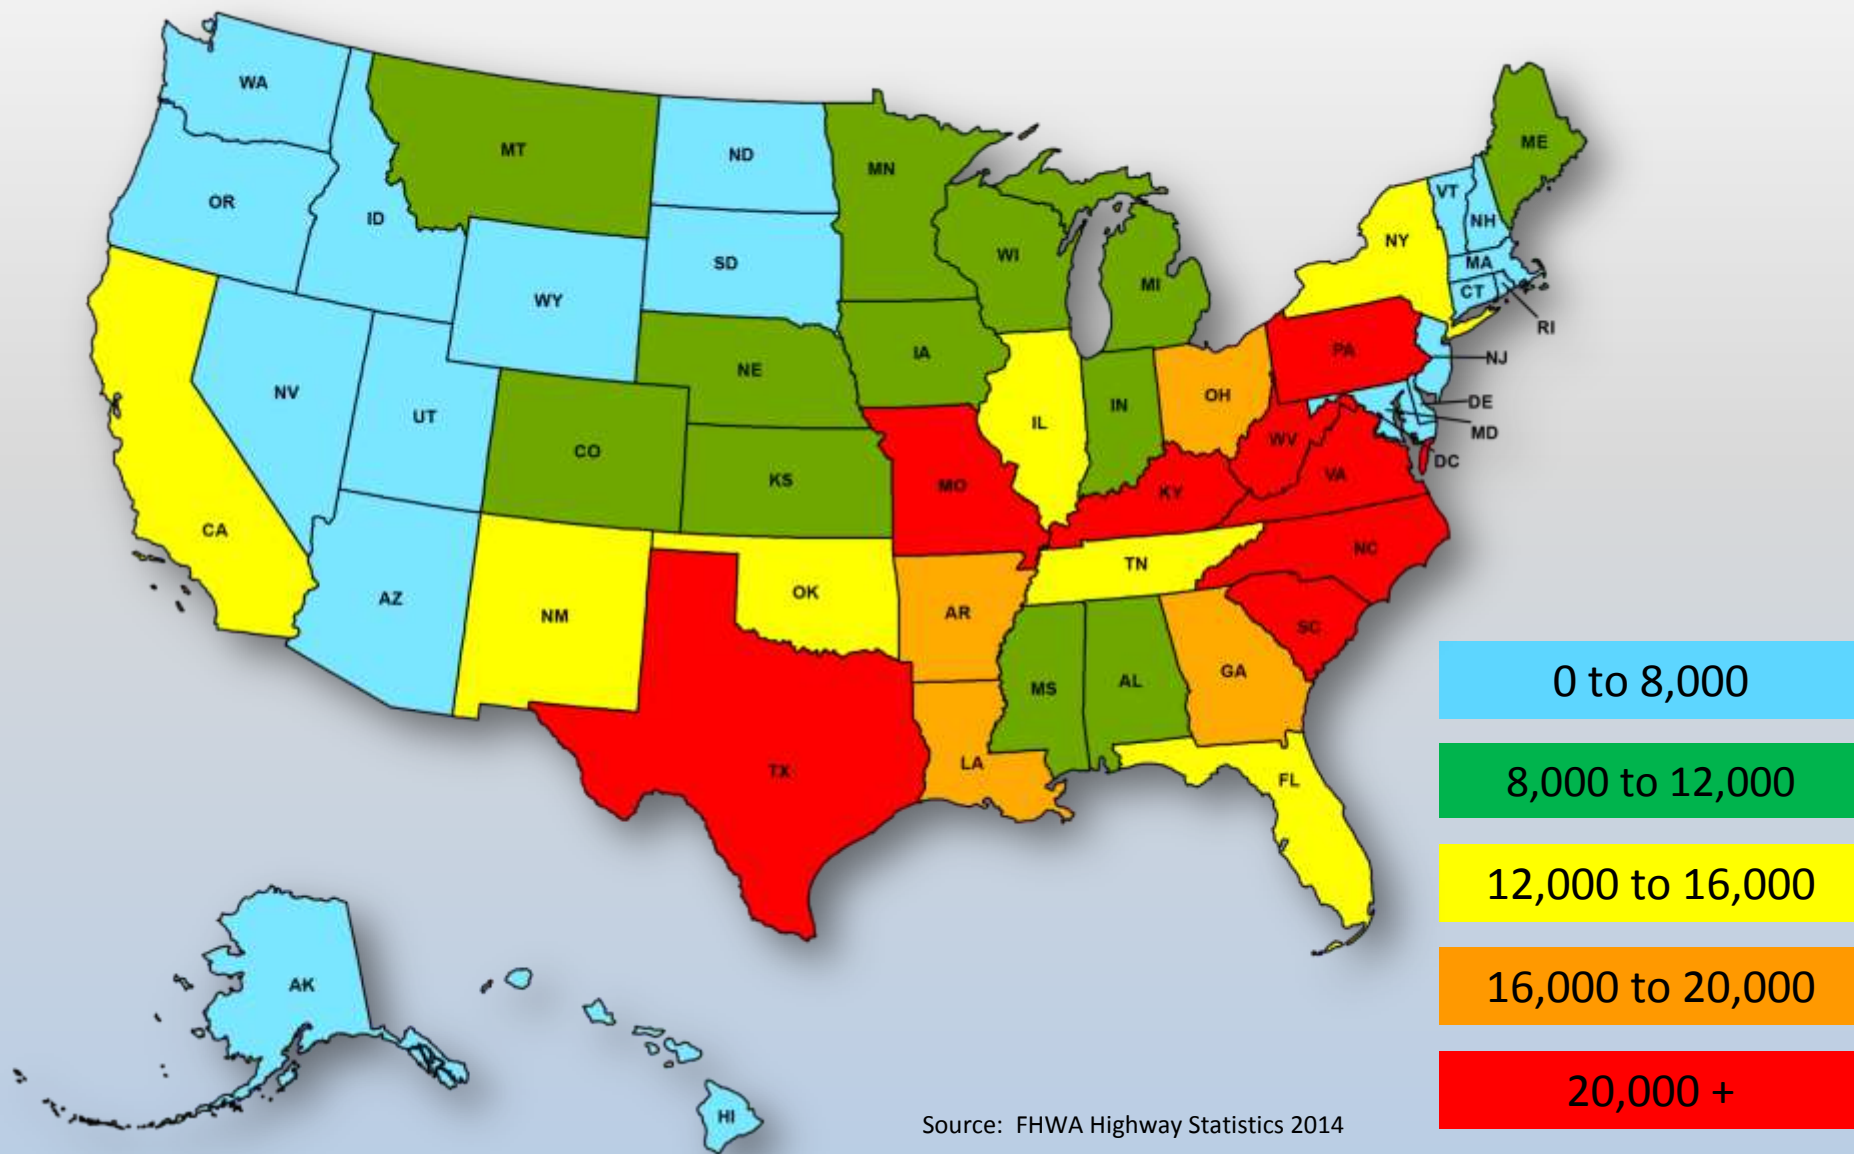 WA
MT
ND
MN
ME
OR
ID
SD
WI
MI
NY
VT
NH
MA
CT
RI
WY
IA
NE
PA
NJ
NV
UT
CO
KS
IL
IN
OH
DE
MD
DC
WV
VA
MO
KY
CA
AZ
NM
OK
AR
TN
NC
SC
MS
AL
GA
LA
TX
FL
AK
HI
0 to 8,000
8,000 to 12,000
12,000 to 16,000
16,000 to 20,000
20,000 +
Source: FHWA Highway Statistics 2014